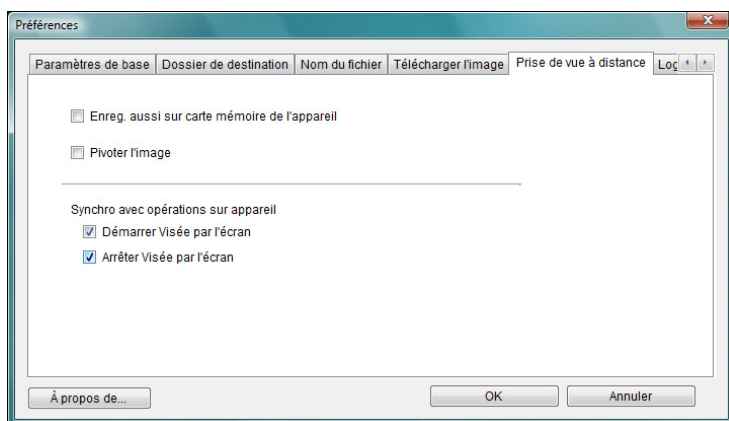 Préférences
Paramètres de base Dossier de destination Nom du fichier Télécharger l'image Prise de vue à distance
Enreg. aussi sur carte mémoire de l'appareil
Pivoter l'image
Synchro avec opérations sur appareil
Démarrer Visée par l'écran
Arrêter Visée par l'écran
À propos de... OK Annuler